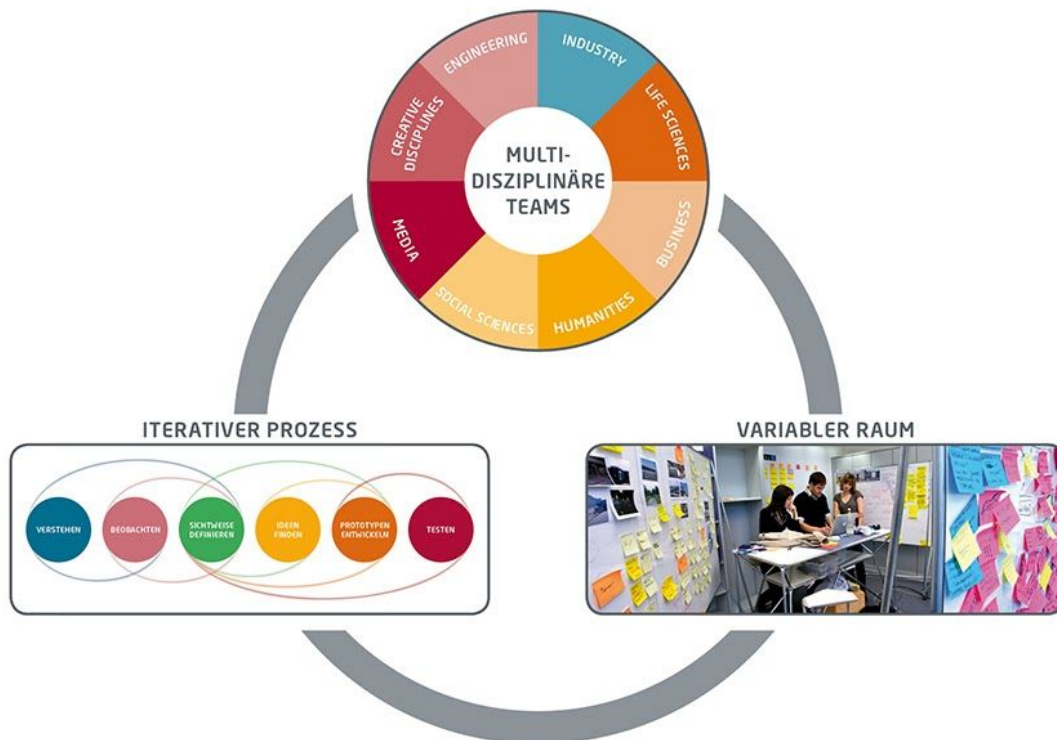 ENGINEERING
INDUSTRY
LIFE SCIENCES
BUSINESS
HUMANITIES
SOCIAL SCIENCES
MEDIA
CREATIVE
DISCIPLINES
MULTI-
DISZIPLINÄRE
TEAMS
ITERATIVER PROZESS
VERSTEHEN
BEOBACHTEN
SICHTWEISE
DEFINIEREN
IDEEN
FINDEN
PROTOTYPEN
ENTWICKELN
TESTEN
VARIABLER RAUM